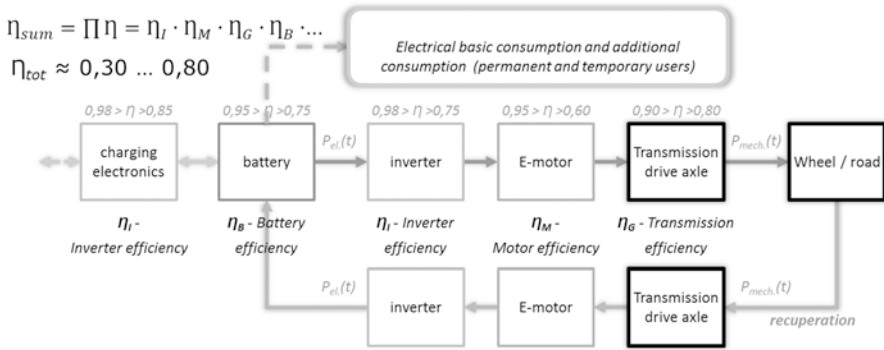 η_sum = ∏ η = η_I · η_M · η_G · η_B · ...
η_tot ≈ 0,30 ... 0,80
Electrical basic consumption and additional
consumption (permanent and temporary users)
0,98 > η >0,85
0,95 > η >0,75
0,98 > η >0,75
0,95 > η >0,60
0,90 > η >0,80
charging
electronics
battery
P_el.(t)
inverter
E-motor
Transmission
drive axle
P_mech.(t)
Wheel / road
η_I -
Inverter efficiency
η_B - Battery
efficiency
η_I - Inverter
efficiency
η_M -
Motor efficiency
η_G - Transmission
efficiency
P_el.(t)
inverter
E-motor
Transmission
drive axle
P_mech.(t)
recuperation